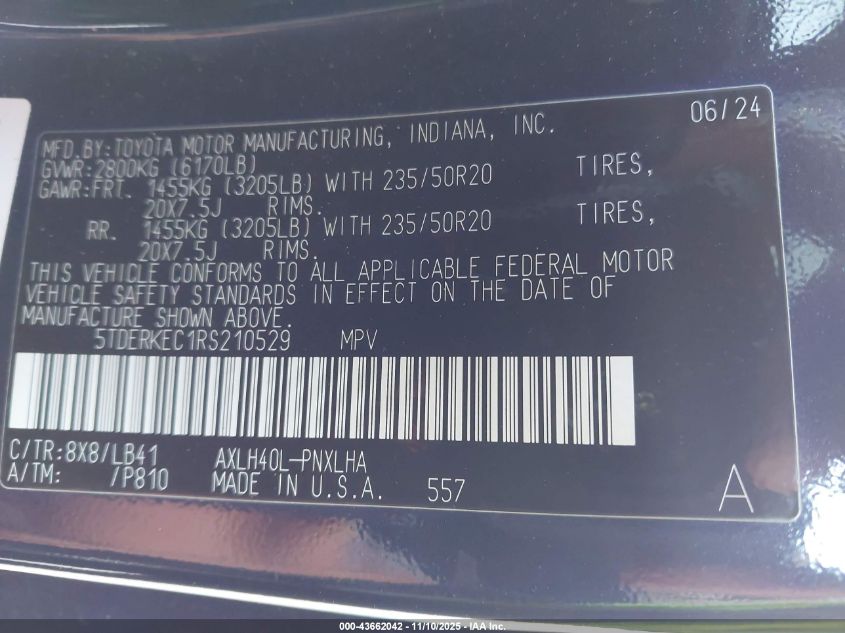 06/24
MFD.BY:TOYOTA MOTOR MANUFACTURING, INDIANA, INC.
GVWR:2800KG (6170LB)
GAWR:FRT. 1455KG (3205LB) WITH 235/50R20 TIRES,
20X7.5J RIMS.
RR. 1455KG (3205LB) WITH 235/50R20 TIRES,
20X7.5J RIMS.
THIS VEHICLE CONFORMS TO ALL APPLICABLE FEDERAL MOTOR
VEHICLE SAFETY STANDARDS IN EFFECT ON THE DATE OF
MANUFACTURE SHOWN ABOVE.
5TDERKEC1RS210529 MPV
C/TR:8X8/LB41 AXLH40L-PNXLHA
A/TM: /P810 MADE IN U.S.A. 557
A
000-43662042 - 11/10/2025 - IAA Inc.